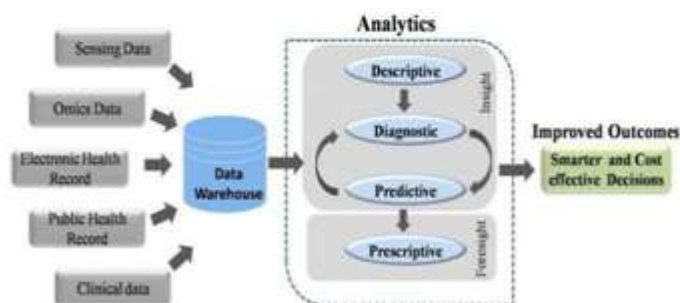 Analytics
Sensing Data
Omics Data
Electronic Health
Record
Public Health
Record
Clinical data
Data
Warehouse
Descriptive
Diagnostic
Predictive
Prescriptive
Insight
Foresight
Improved Outcomes
Smarter and Cost
effective Decisions